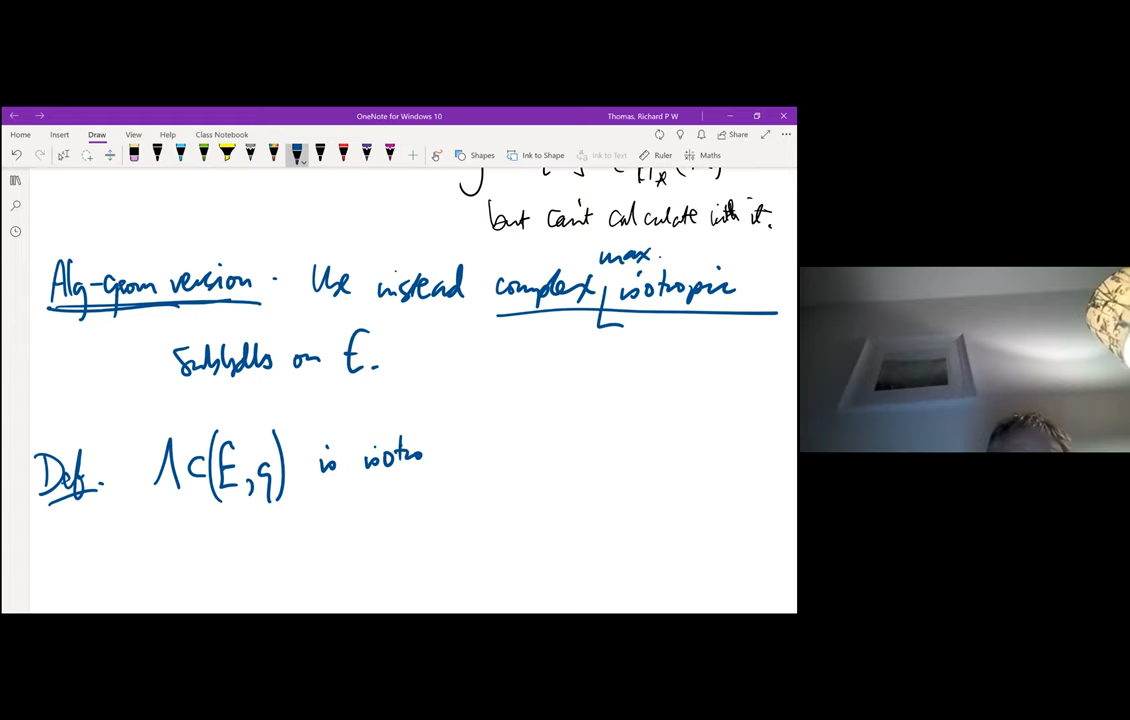 OneNote for Windows 10
Thomas, Richard P W
Home Insert Draw View Help Class Notebook
Share
Shapes Ink to Shape Ink to Text Ruler Maths
but can't calculate with it.
Alg-geom version. Use instead complex max. isotropic
subbdls on E.
Def. Λ⊂(E,q) is isotro